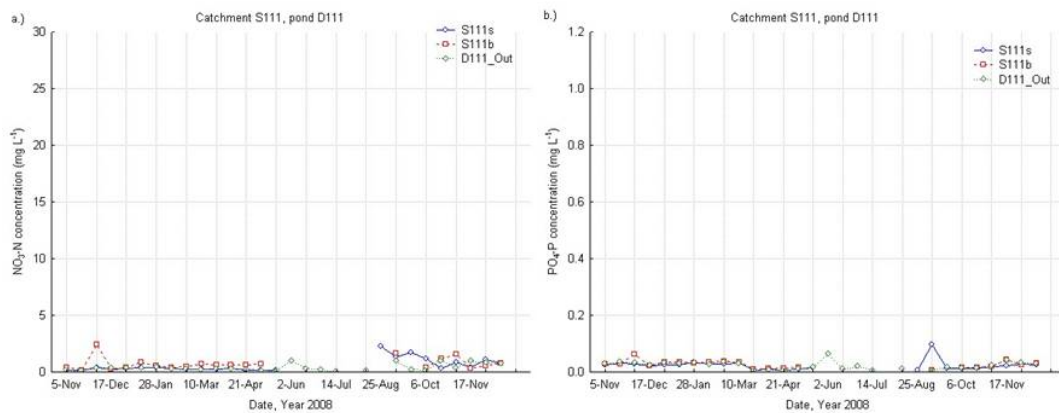 a.)
Catchment S111, pond D111
S111s
S111b
D111_Out
30
25
20
15
10
5
0
NO₃-N concentration (mg L⁻¹)
5-Nov 17-Dec 28-Jan 10-Mar 21-Apr 2-Jun 14-Jul 25-Aug 6-Oct 17-Nov
Date, Year 2008
b.)
Catchment S111, pond D111
S111s
S111b
D111_Out
1.2
1.0
0.8
0.6
0.4
0.2
0.0
PO₄-P concentration (mg L⁻¹)
5-Nov 17-Dec 28-Jan 10-Mar 21-Apr 2-Jun 14-Jul 25-Aug 6-Oct 17-Nov
Date, Year 2008